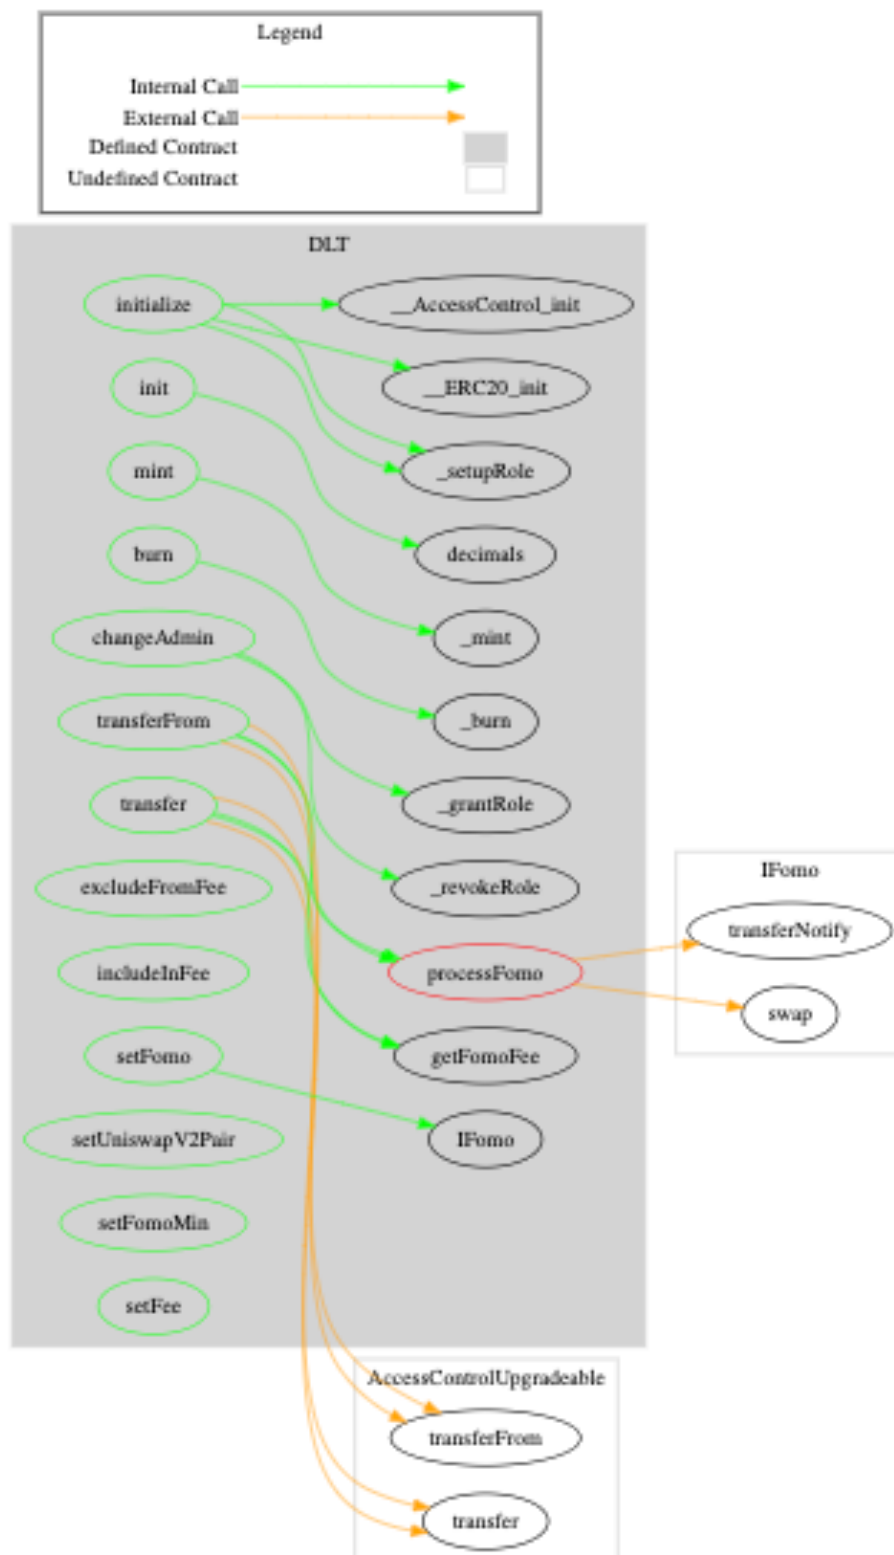 Legend
Internal Call
External Call
Defined Contract
Undefined Contract
DLT
initialize
__AccessControl_init
init
__ERC20_init
mint
_setupRole
burn
decimals
changeAdmin
_mint
transferFrom
_burn
transfer
_grantRole
excludeFromFee
_revokeRole
IFomo
transferNotify
includeInFee
processFomo
swap
setFomo
getFomoFee
setUniswapV2Pair
IFomo
setFomoMin
setFee
AccessControlUpgradeable
transferFrom
transfer